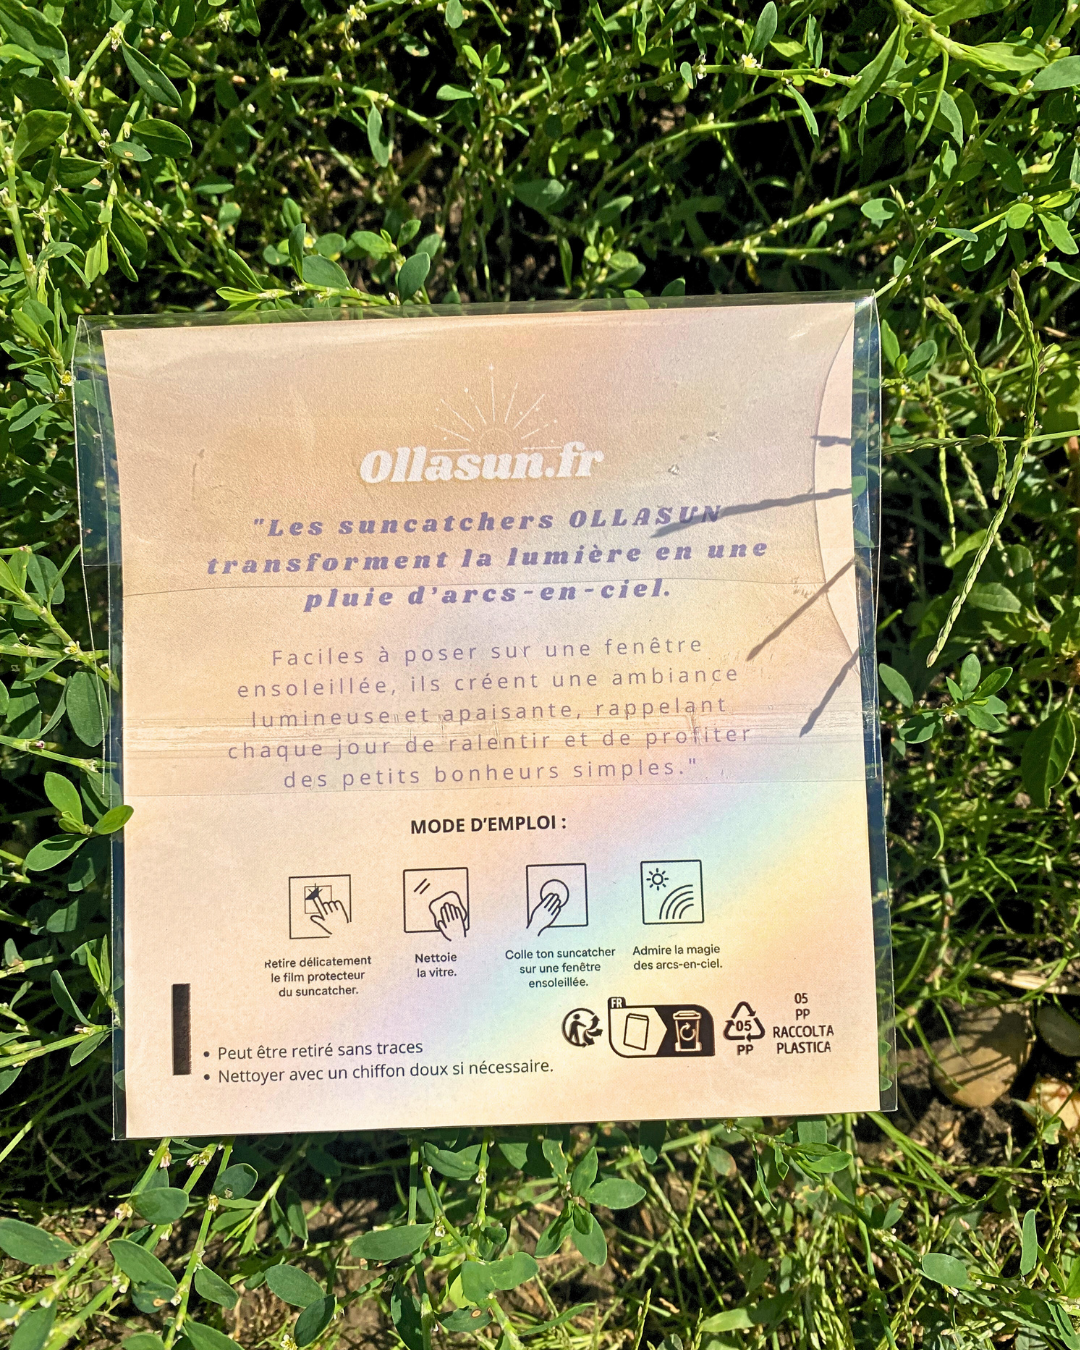 Ollasun.fr
"Les suncatchers OLLASUN
transforment la lumière en une
pluie d'arcs-en-ciel.
Faciles à poser sur une fenêtre
ensoleillée, ils créent une ambiance
lumineuse et apaisante, rappelant
chaque jour de ralentir et de profiter
des petits bonheurs simples."
MODE D'EMPLOI :
Retire délicatement
le film protecteur
du suncatcher.
Nettoie
la vitre.
Colle ton suncatcher
sur une fenêtre
ensoleillée.
Admire la magie
des arcs-en-ciel.
• Peut être retiré sans traces
• Nettoyer avec un chiffon doux si nécessaire.
FR
05
PP
05
PP
RACCOLTA
PLASTICA